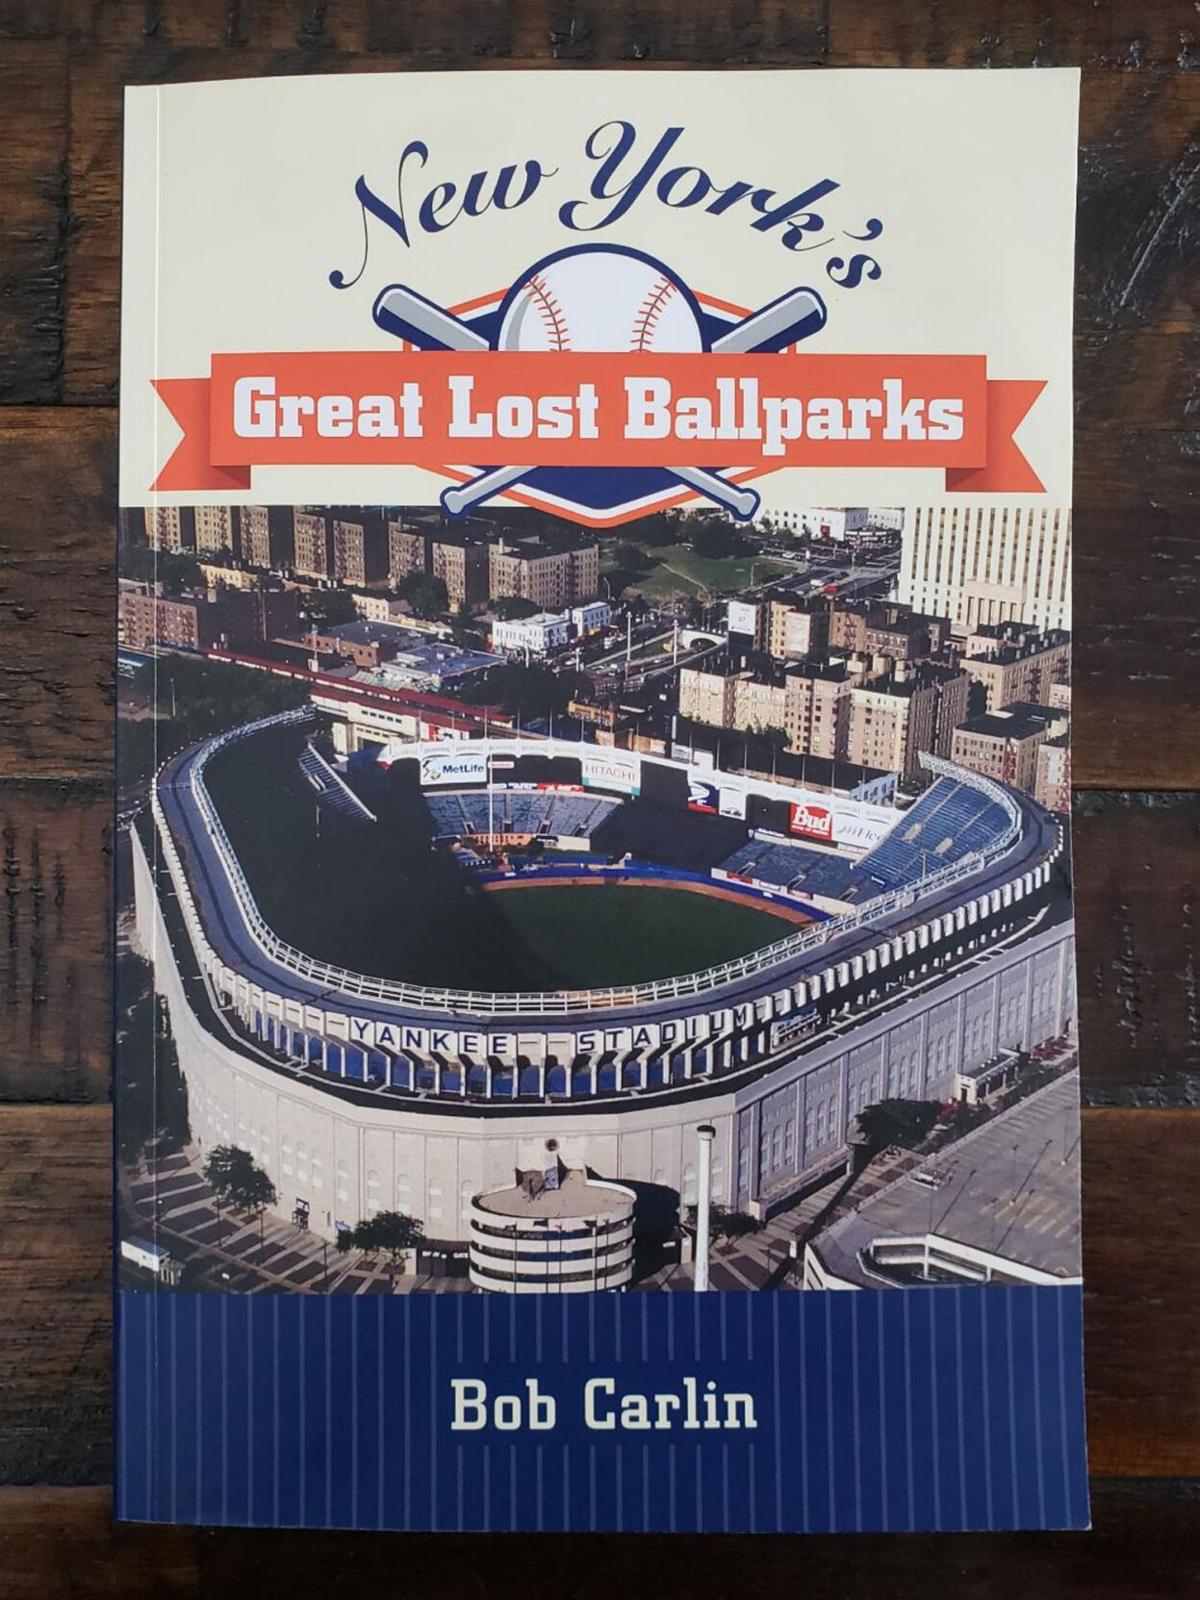 New York's
Great Lost Ballparks
MetLife
HITACHI
Bud
YANKEE STADIUM
Bob Carlin